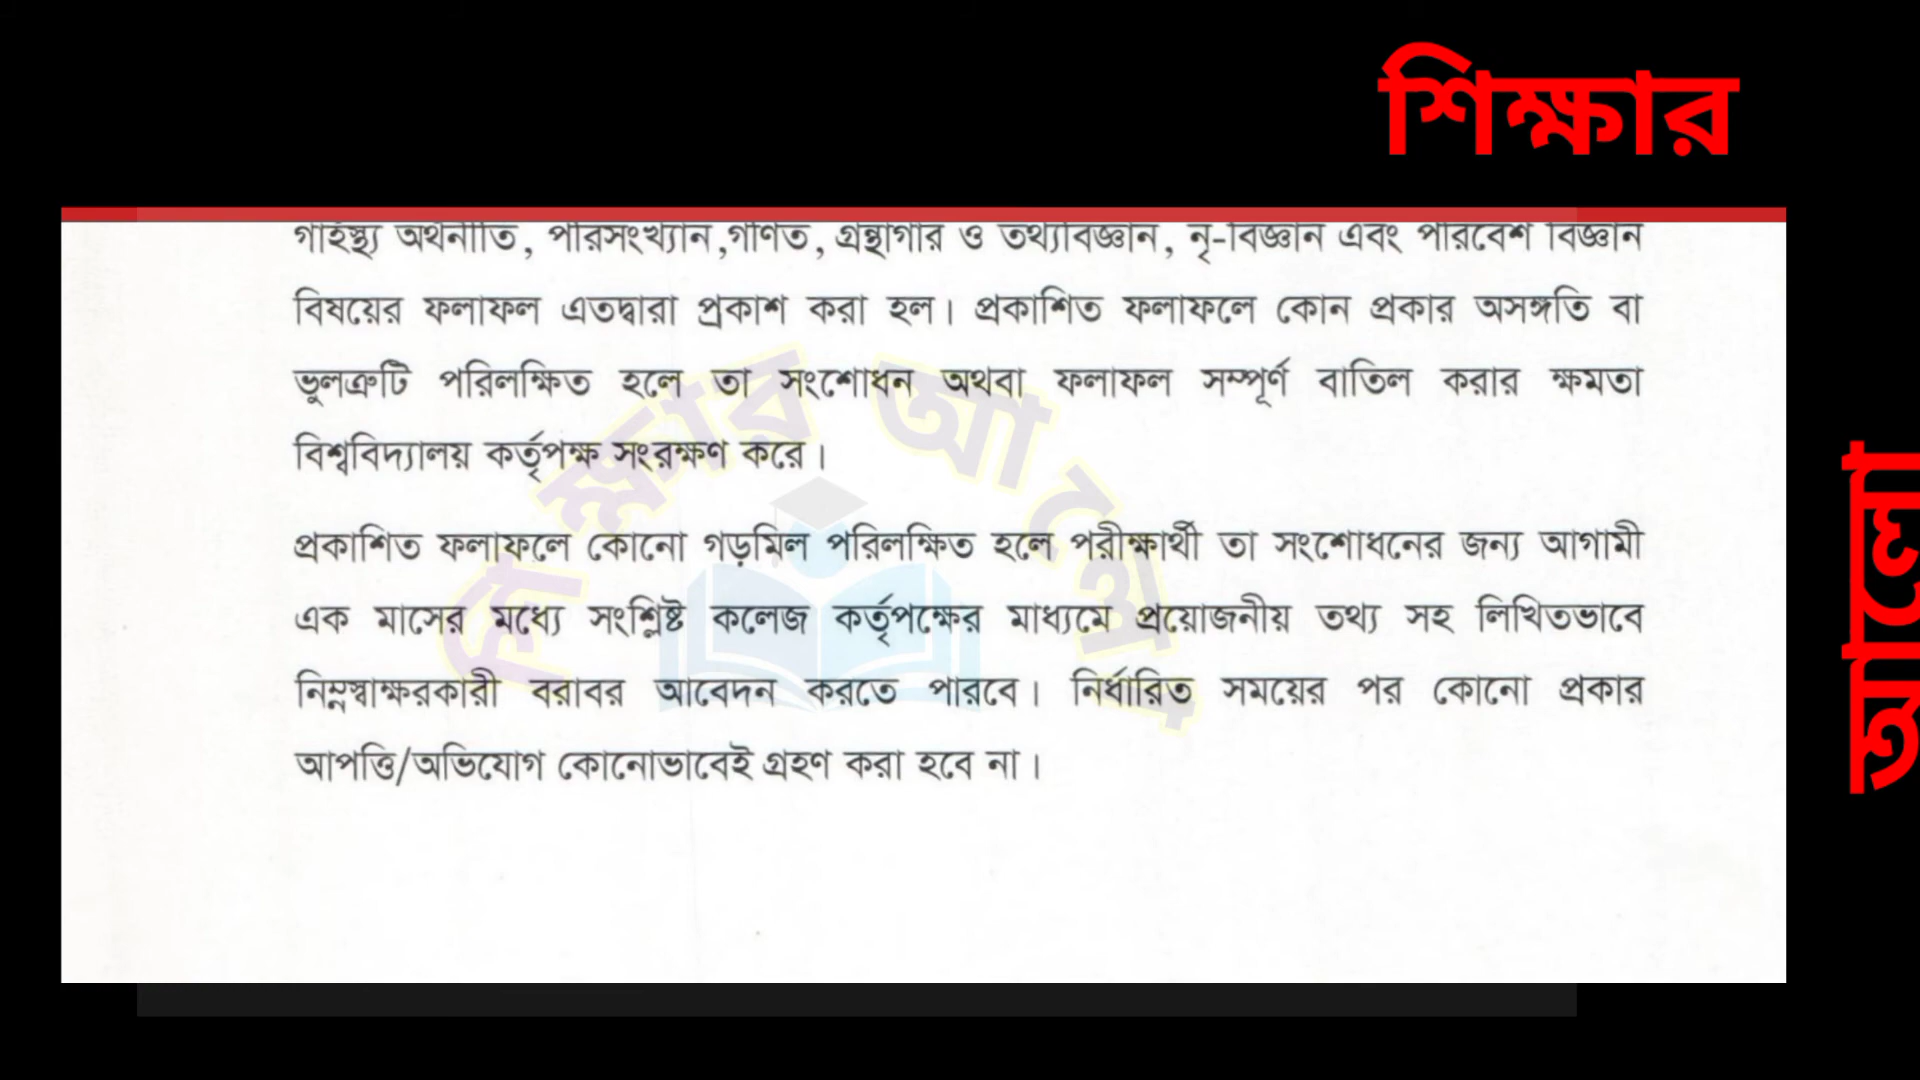 শিক্ষার
গার্হস্থ্য অর্থনীতি, পরিসংখ্যান,গণিত, গ্রন্থাগার ও তথ্যবিজ্ঞান, নৃ-বিজ্ঞান এবং পরিবেশ বিজ্ঞান
বিষয়ের ফলাফল এতদ্বারা প্রকাশ করা হল। প্রকাশিত ফলাফলে কোন প্রকার অসঙ্গতি বা
ভুলত্রুটি পরিলক্ষিত হলে তা সংশোধন অথবা ফলাফল সম্পূর্ণ বাতিল করার ক্ষমতা
বিশ্ববিদ্যালয় কর্তৃপক্ষ সংরক্ষণ করে।
প্রকাশিত ফলাফলে কোনো গড়মিল পরিলক্ষিত হলে পরীক্ষার্থী তা সংশোধনের জন্য আগামী
এক মাসের মধ্যে সংশ্লিষ্ট কলেজ কর্তৃপক্ষের মাধ্যমে প্রয়োজনীয় তথ্য সহ লিখিতভাবে
নিম্নস্বাক্ষরকারী বরাবর আবেদন করতে পারবে। নির্ধারিত সময়ের পর কোনো প্রকার
আপত্তি/অভিযোগ কোনোভাবেই গ্রহণ করা হবে না।
শিক্ষার আলো
আলো